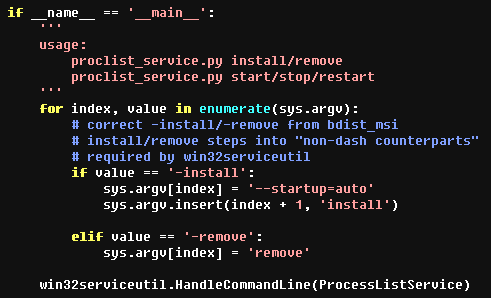 if __name__ == '__main__':
    '''
    usage:
        proclist_service.py install/remove
        proclist_service.py start/stop/restart
    '''
    for index, value in enumerate(sys.argv):
        # correct -install/-remove from bdist_msi
        # install/remove steps into "non-dash counterparts"
        # required by win32serviceutil
        if value == '-install':
            sys.argv[index] = '--startup=auto'
            sys.argv.insert(index + 1, 'install')

        elif value == '-remove':
            sys.argv[index] = 'remove'

    win32serviceutil.HandleCommandLine(ProcessListService)